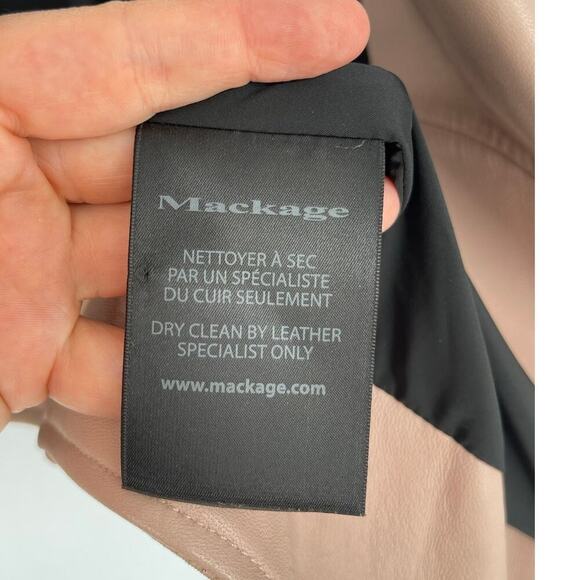 Mackage
NETTOYER À SEC
PAR UN SPÉCIALISTE
DU CUIR SEULEMENT
DRY CLEAN BY LEATHER
SPECIALIST ONLY
www.mackage.com